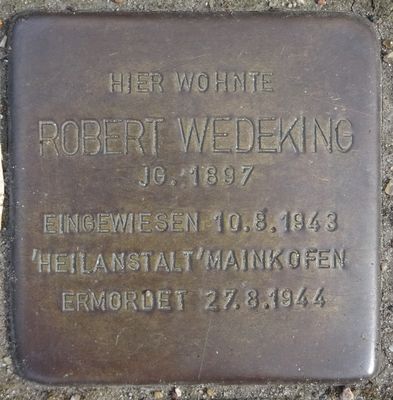 HIER WOHNTE
ROBERT WEDEKING
JG. 1897
EINGEWIESEN 10.8.1943
'HEILANSTALT' MAINKOFEN
ERMORDET 27.8.1944